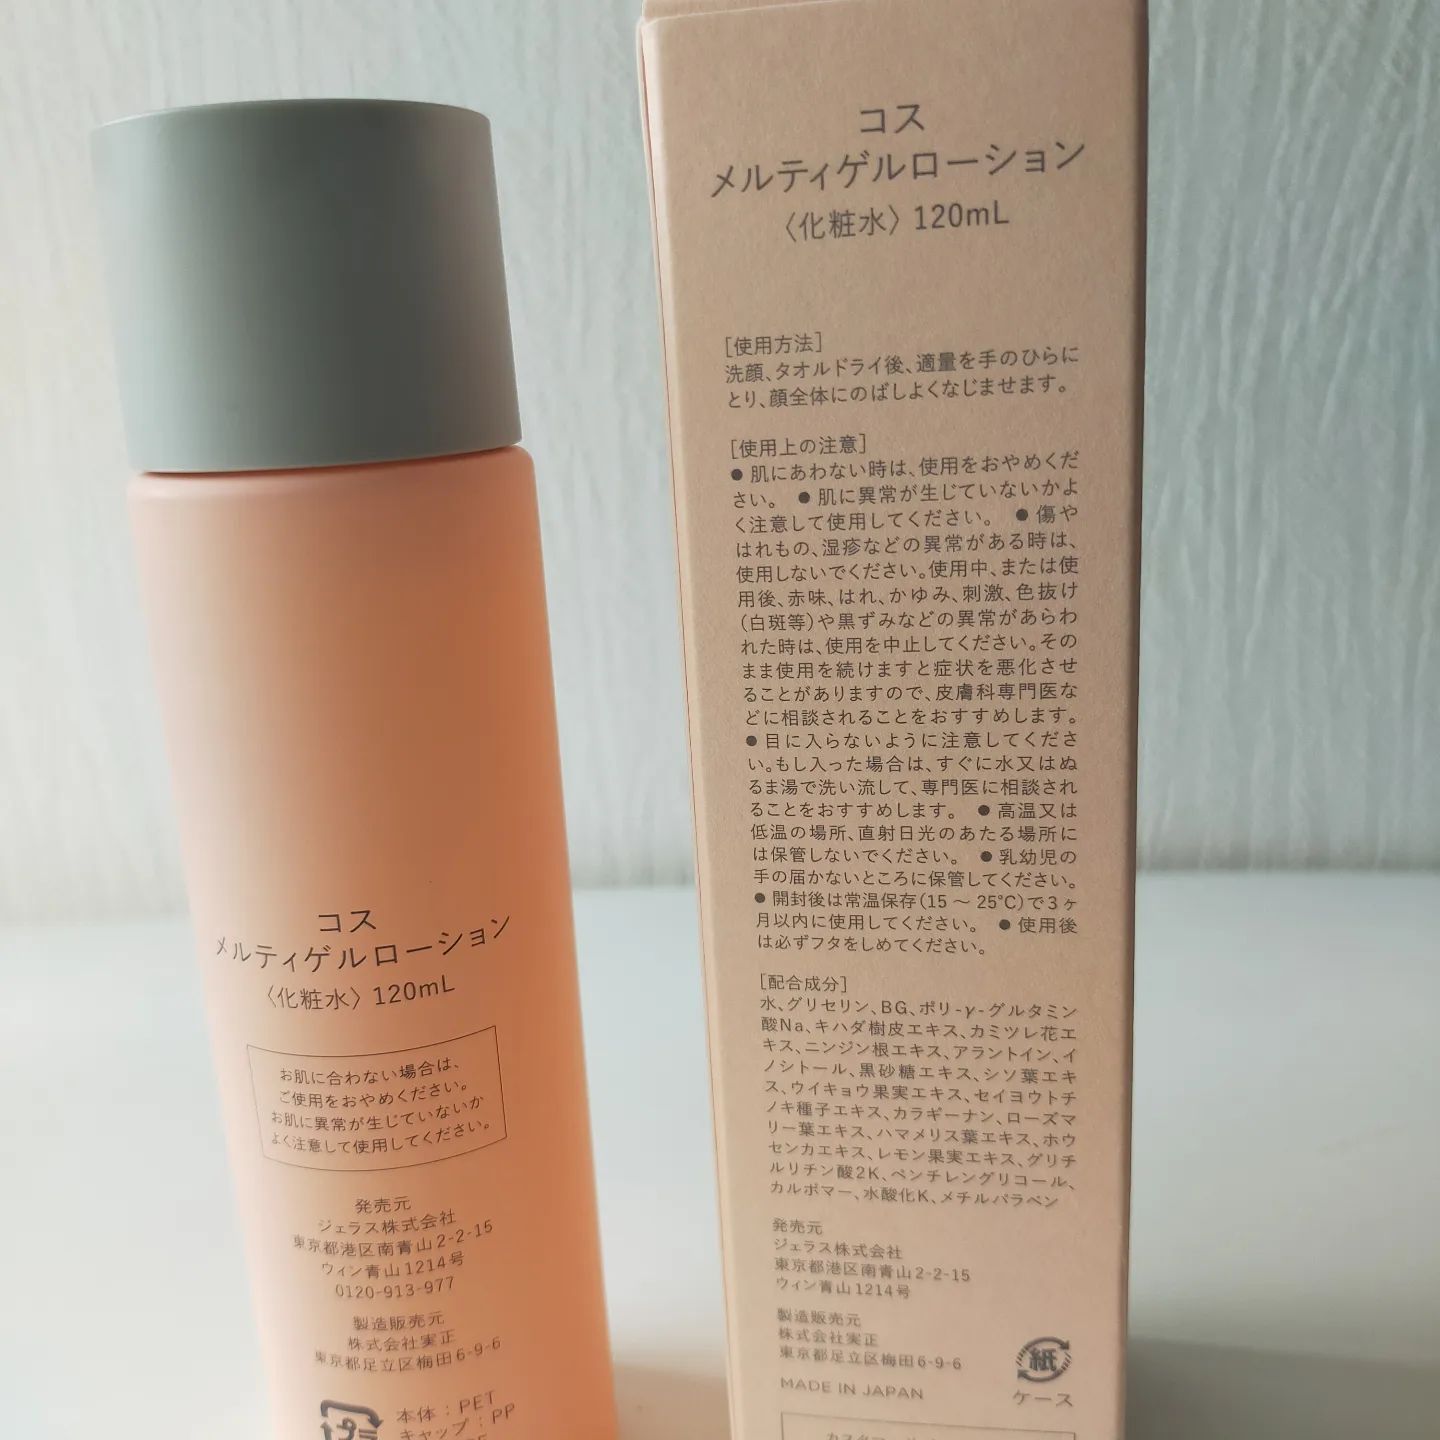 コス
メルティゲルローション
〈化粧水〉120mL
お肌に合わない場合は、
ご使用をおやめください。
お肌に異常が生じていないか
よく注意して使用してください。
発売元
ジェラス株式会社
東京都港区南青山2-2-15
ウィン青山1214号
0120-913-977
製造販売元
株式会社実正
東京都足立区梅田6-9-6
プラ
本体：PET
キャップ：PP
コス
メルティゲルローション
〈化粧水〉120mL
[使用方法]
洗顔、タオルドライ後、適量を手のひらに
とり、顔全体にのばしよくなじませます。
[使用上の注意]
●肌にあわない時は、使用をおやめくだ
さい。 ●肌に異常が生じていないかよ
く注意して使用してください。 ●傷や
はれもの、湿疹などの異常がある時は、
使用しないでください。使用中、または使
用後、赤味、はれ、かゆみ、刺激、色抜け
(白斑等)や黒ずみなどの異常があらわ
れた時は、使用を中止してください。その
まま使用を続けますと症状を悪化させ
ることがありますので、皮膚科専門医な
どに相談されることをおすすめします。
●目に入らないように注意してくださ
い。もし入った場合は、すぐに水又はぬ
るま湯で洗い流して、専門医に相談され
ることをおすすめします。 ●高温又は
低温の場所、直射日光のあたる場所に
は保管しないでください。 ●乳幼児の
手の届かないところに保管してください。
●開封後は常温保存(15 〜 25℃)で3ヶ
月以内に使用してください。 ●使用後
は必ずフタをしめてください。
[配合成分]
水、グリセリン、BG、ポリ-γ-グルタミン
酸Na、キハダ樹皮エキス、カミツレ花エ
キス、ニンジン根エキス、アラントイン、イ
ノシトール、黒砂糖エキス、シソ葉エキ
ス、ウイキョウ果実エキス、セイヨウトチ
ノキ種子エキス、カラギーナン、ローズマ
リー葉エキス、ハマメリス葉エキス、ホウ
センカエキス、レモン果実エキス、グリチ
ルリチン酸2K、ペンチレングリコール、
カルボマー、水酸化K、メチルパラベン
発売元
ジェラス株式会社
東京都港区南青山2-2-15
ウィン青山1214号
製造販売元
株式会社実正
東京都足立区梅田6-9-6
MADE IN JAPAN
紙
ケース